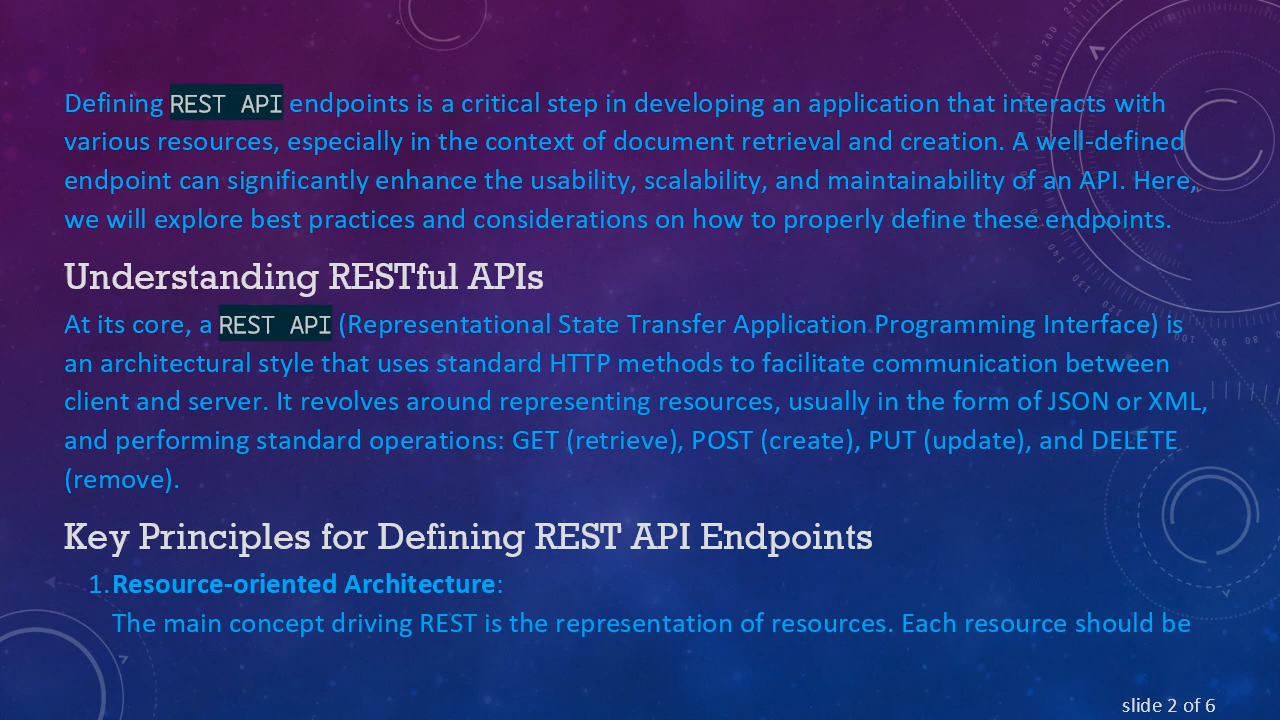 Defining REST API endpoints is a critical step in developing an application that interacts with
various resources, especially in the context of document retrieval and creation. A well-defined
endpoint can significantly enhance the usability, scalability, and maintainability of an API. Here,
we will explore best practices and considerations on how to properly define these endpoints.
Understanding RESTful APIs
At its core, a REST API (Representational State Transfer Application Programming Interface) is
an architectural style that uses standard HTTP methods to facilitate communication between
client and server. It revolves around representing resources, usually in the form of JSON or XML,
and performing standard operations: GET (retrieve), POST (create), PUT (update), and DELETE
(remove).
Key Principles for Defining REST API Endpoints
1. Resource-oriented Architecture:
The main concept driving REST is the representation of resources. Each resource should be
slide 2 of 6